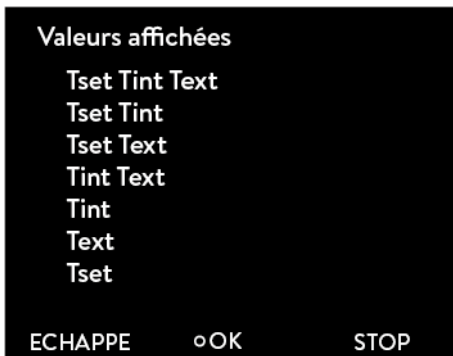 Valeurs affichées
Tset Tint Text
Tset Tint
Tset Text
Tint Text
Tint
Text
Tset
ECHAPPE OK STOP